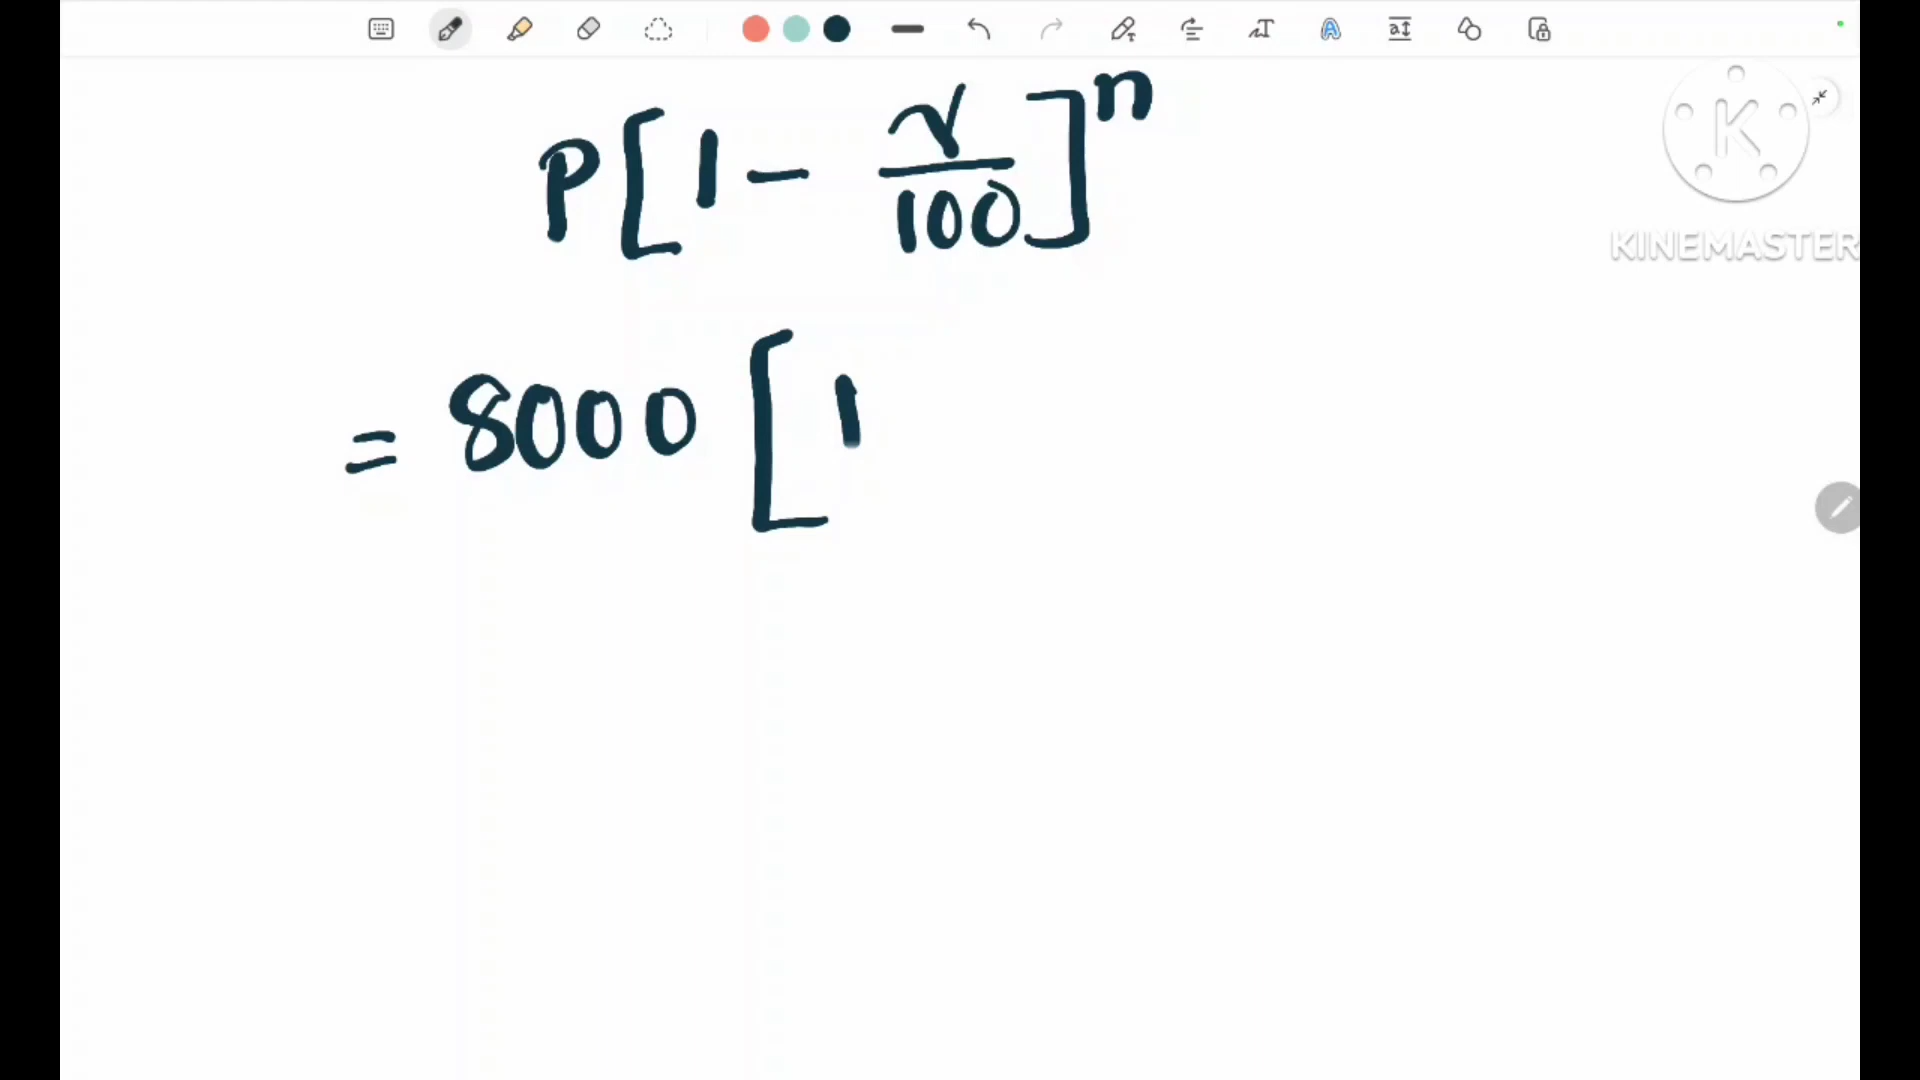 P[1 - r/100]^n
K
KINEMASTER
= 8000 [1